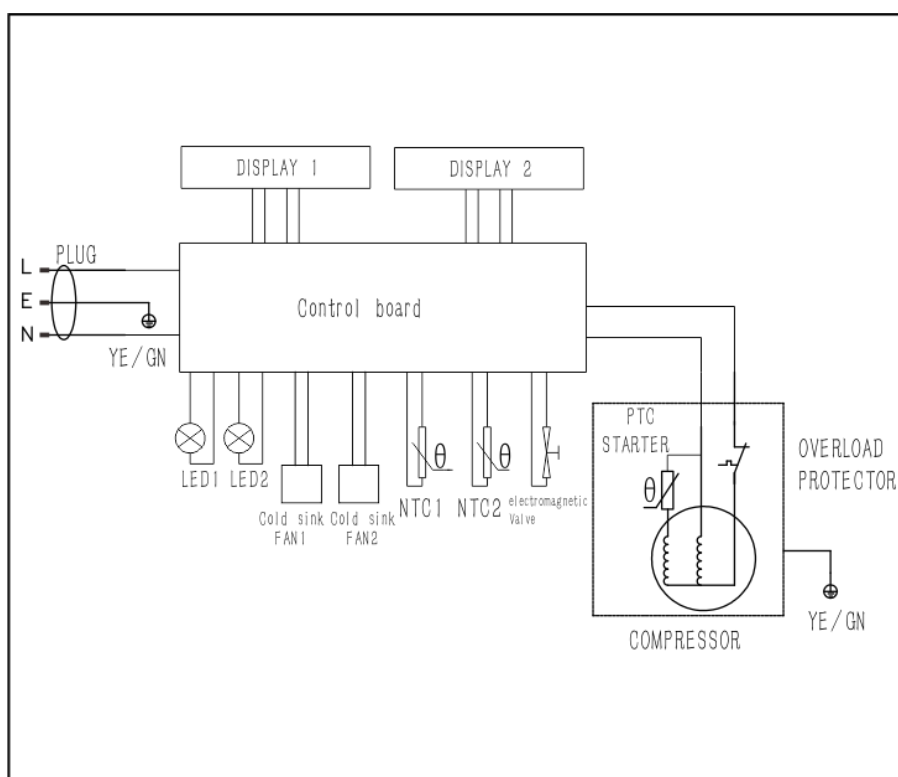 DISPLAY 1
DISPLAY 2
PLUG
L
E
N
YE/GN
Control board
LED1
LED2
Cold sink
FAN1
Cold sink
FAN2
θ
NTC1
θ
NTC2
electromagnetic
Valve
PTC
STARTER
θ
OVERLOAD
PROTECTOR
COMPRESSOR
YE/GN